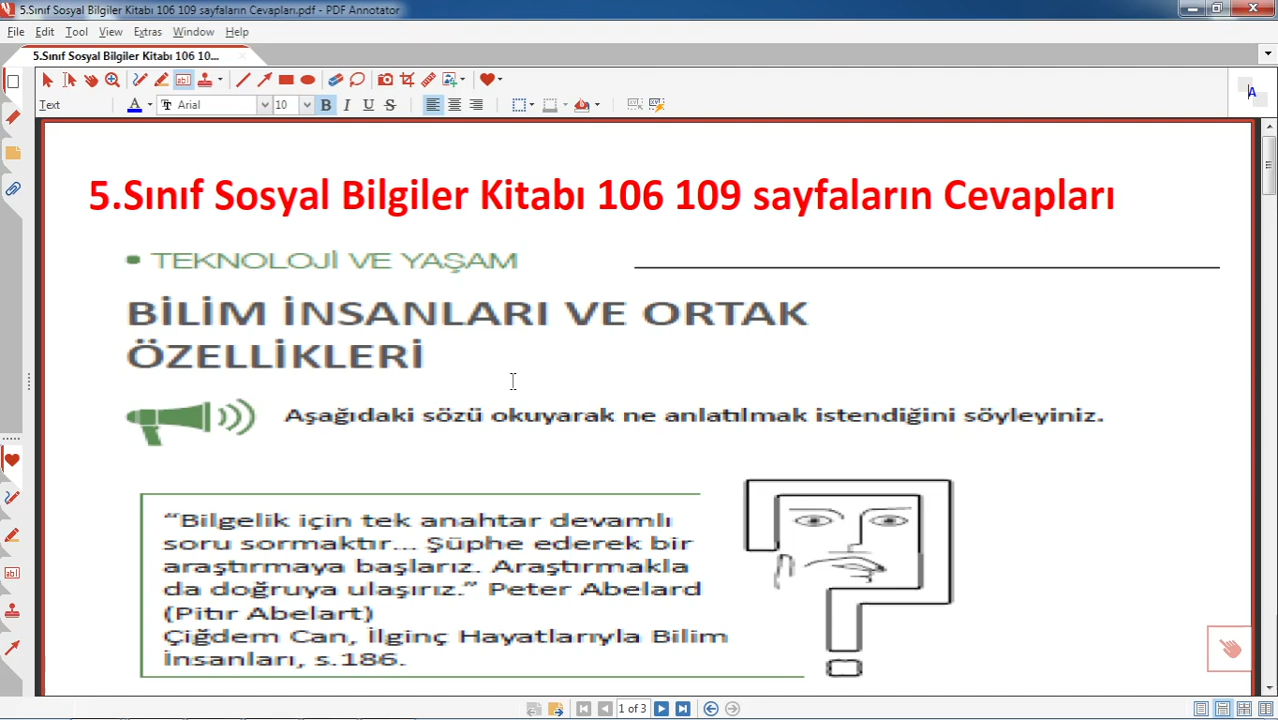 5.Sınıf Sosyal Bilgiler Kitabı 106 109 sayfaların Cevapları.pdf - PDF Annotator
File Edit Tool View Extras Window Help
5.Sınıf Sosyal Bilgiler Kitabı 106 10...
Text Arial 10 B I U S
5.Sınıf Sosyal Bilgiler Kitabı 106 109 sayfaların Cevapları
• TEKNOLOJİ VE YAŞAM
BİLİM İNSANLARI VE ORTAK
ÖZELLİKLERİ
Aşağıdaki sözü okuyarak ne anlatılmak istendiğini söyleyiniz.
“Bilgelik için tek anahtar devamlı
soru sormaktır... Şüphe ederek bir
araştırmaya başlarız. Araştırmakla
da doğruya ulaşırız.” Peter Abelard
(Pitır Abelart)
Çiğdem Can, İlginç Hayatlarıyla Bilim
İnsanları, s.186.
1 of 3